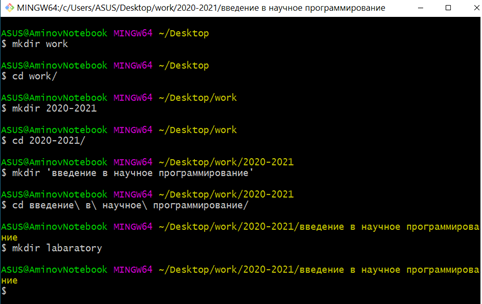 MINGW64:/c/Users/ASUS/Desktop/work/2020-2021/введение в научное программирование
ASUS@AminovNotebook MINGW64 ~/Desktop
$ mkdir work
ASUS@AminovNotebook MINGW64 ~/Desktop
$ cd work/
ASUS@AminovNotebook MINGW64 ~/Desktop/work
$ mkdir 2020-2021
ASUS@AminovNotebook MINGW64 ~/Desktop/work
$ cd 2020-2021/
ASUS@AminovNotebook MINGW64 ~/Desktop/work/2020-2021
$ mkdir 'введение в научное программирование'
ASUS@AminovNotebook MINGW64 ~/Desktop/work/2020-2021
$ cd введение\ в\ научное\ программирование/
ASUS@AminovNotebook MINGW64 ~/Desktop/work/2020-2021/введение в научное программирова
ние
$ mkdir labaratory
ASUS@AminovNotebook MINGW64 ~/Desktop/work/2020-2021/введение в научное программирова
ние
$